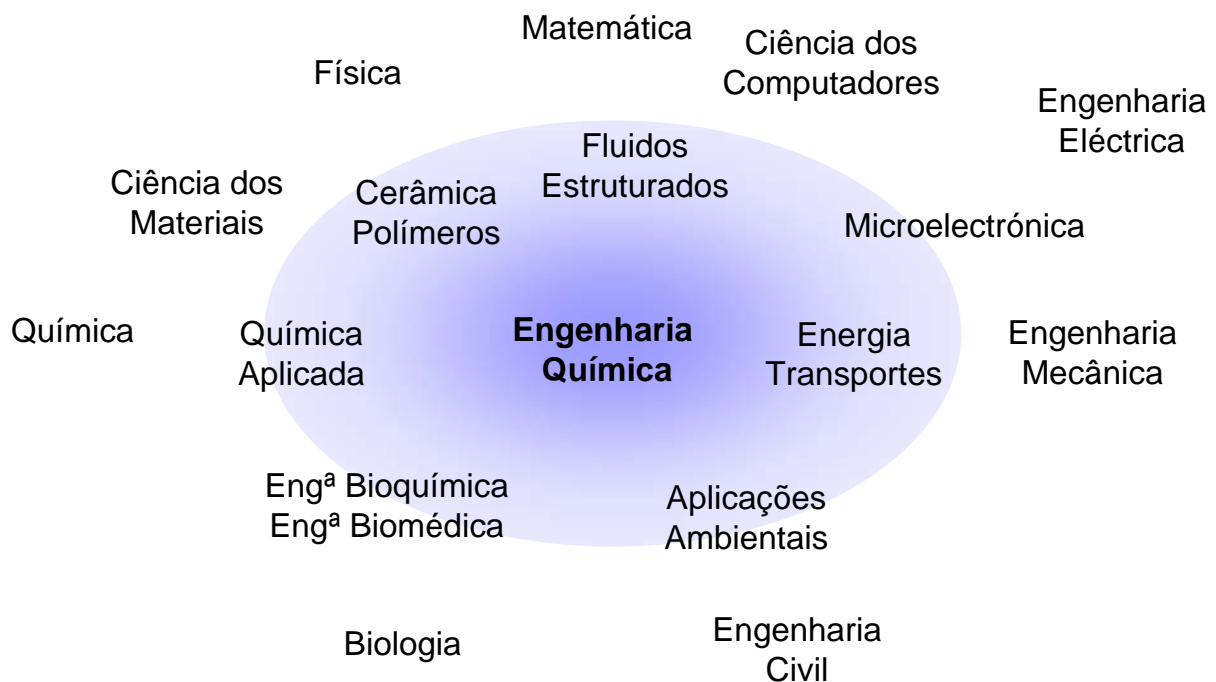 Matemática
Ciência dos
Computadores
Física
Engenharia
Eléctrica
Fluidos
Estruturados
Ciência dos
Materiais
Cerâmica
Polímeros
Microelectrónica
Química
Química
Aplicada
Engenharia
Química
Energia
Transportes
Engenharia
Mecânica
Engª Bioquímica
Engª Biomédica
Aplicações
Ambientais
Biologia
Engenharia
Civil